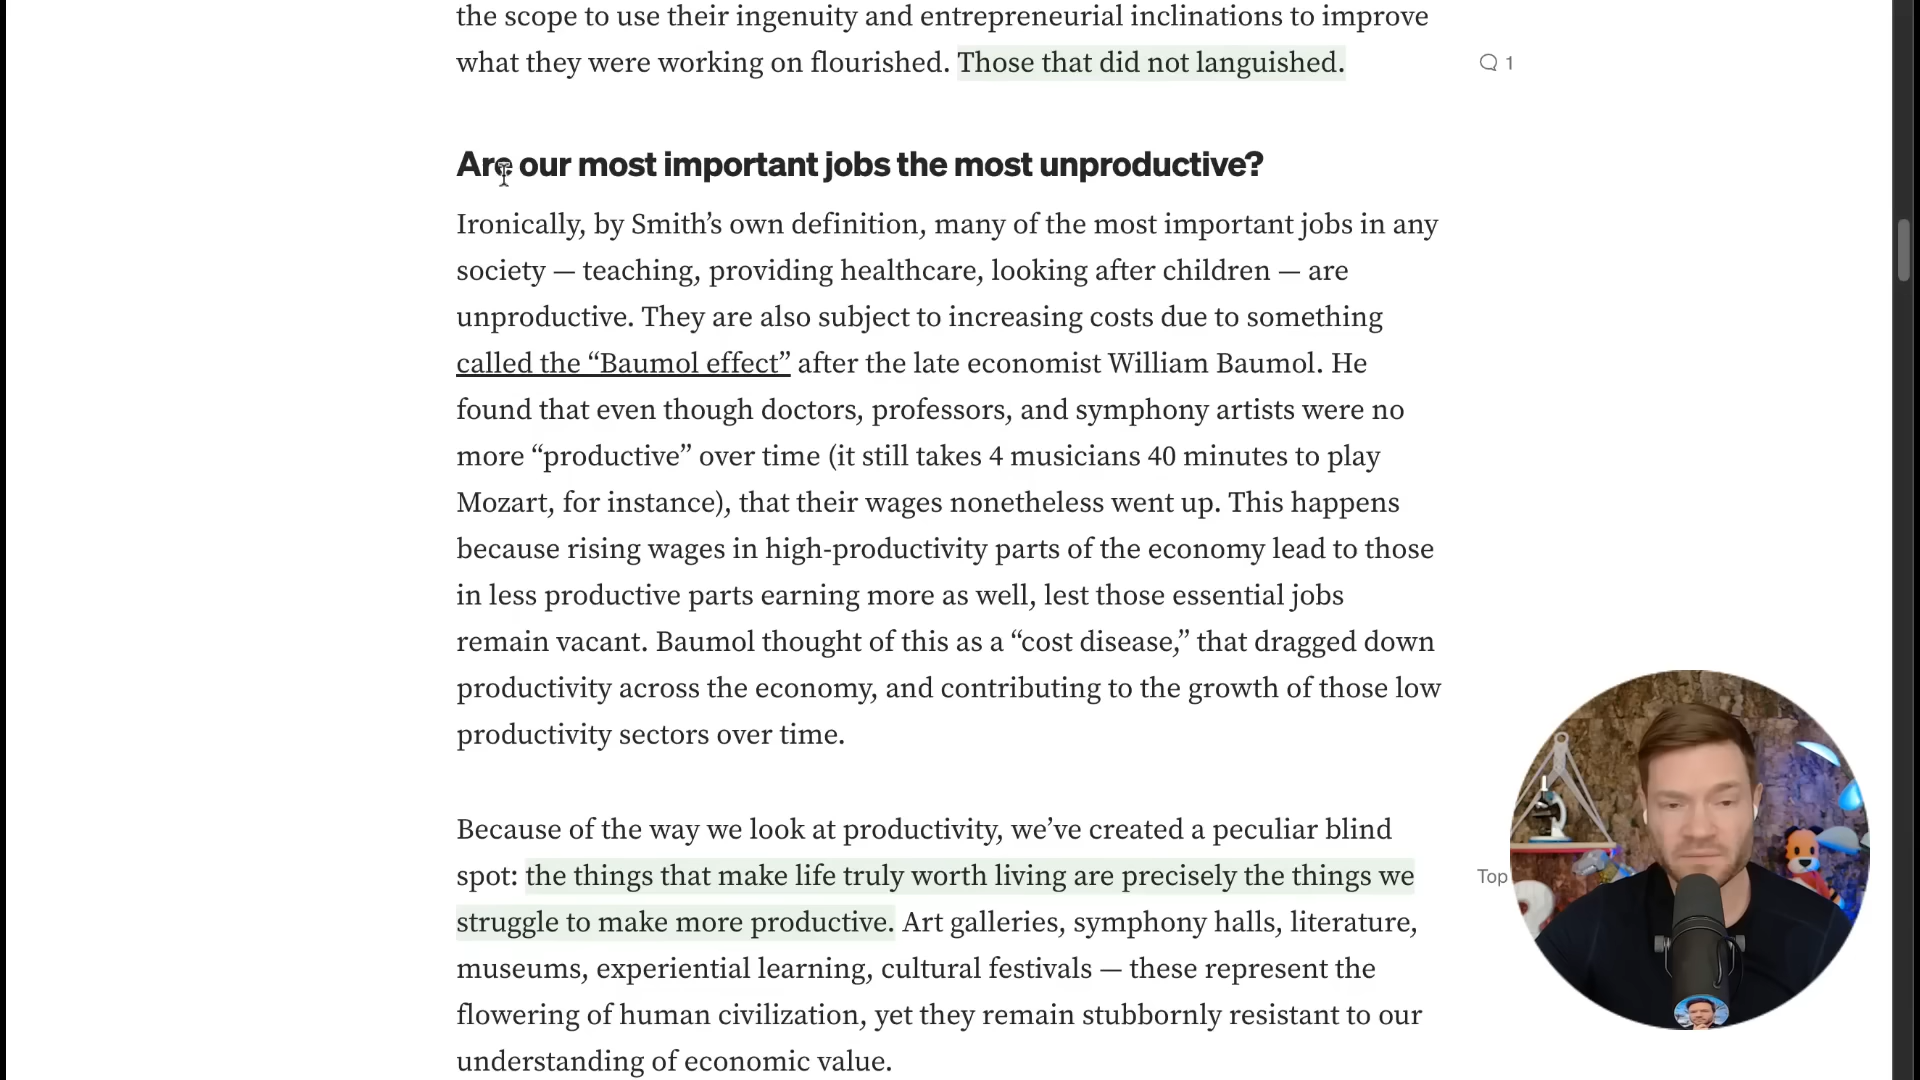 the scope to use their ingenuity and entrepreneurial inclinations to improve
what they were working on flourished. Those that did not languished.
1
Are our most important jobs the most unproductive?
Ironically, by Smith’s own definition, many of the most important jobs in any
society — teaching, providing healthcare, looking after children — are
unproductive. They are also subject to increasing costs due to something
called the “Baumol effect” after the late economist William Baumol. He
found that even though doctors, professors, and symphony artists were no
more “productive” over time (it still takes 4 musicians 40 minutes to play
Mozart, for instance), that their wages nonetheless went up. This happens
because rising wages in high-productivity parts of the economy lead to those
in less productive parts earning more as well, lest those essential jobs
remain vacant. Baumol thought of this as a “cost disease,” that dragged down
productivity across the economy, and contributing to the growth of those low
productivity sectors over time.
Because of the way we look at productivity, we’ve created a peculiar blind
spot: the things that make life truly worth living are precisely the things we
Top
struggle to make more productive. Art galleries, symphony halls, literature,
museums, experiential learning, cultural festivals — these represent the
flowering of human civilization, yet they remain stubbornly resistant to our
understanding of economic value.